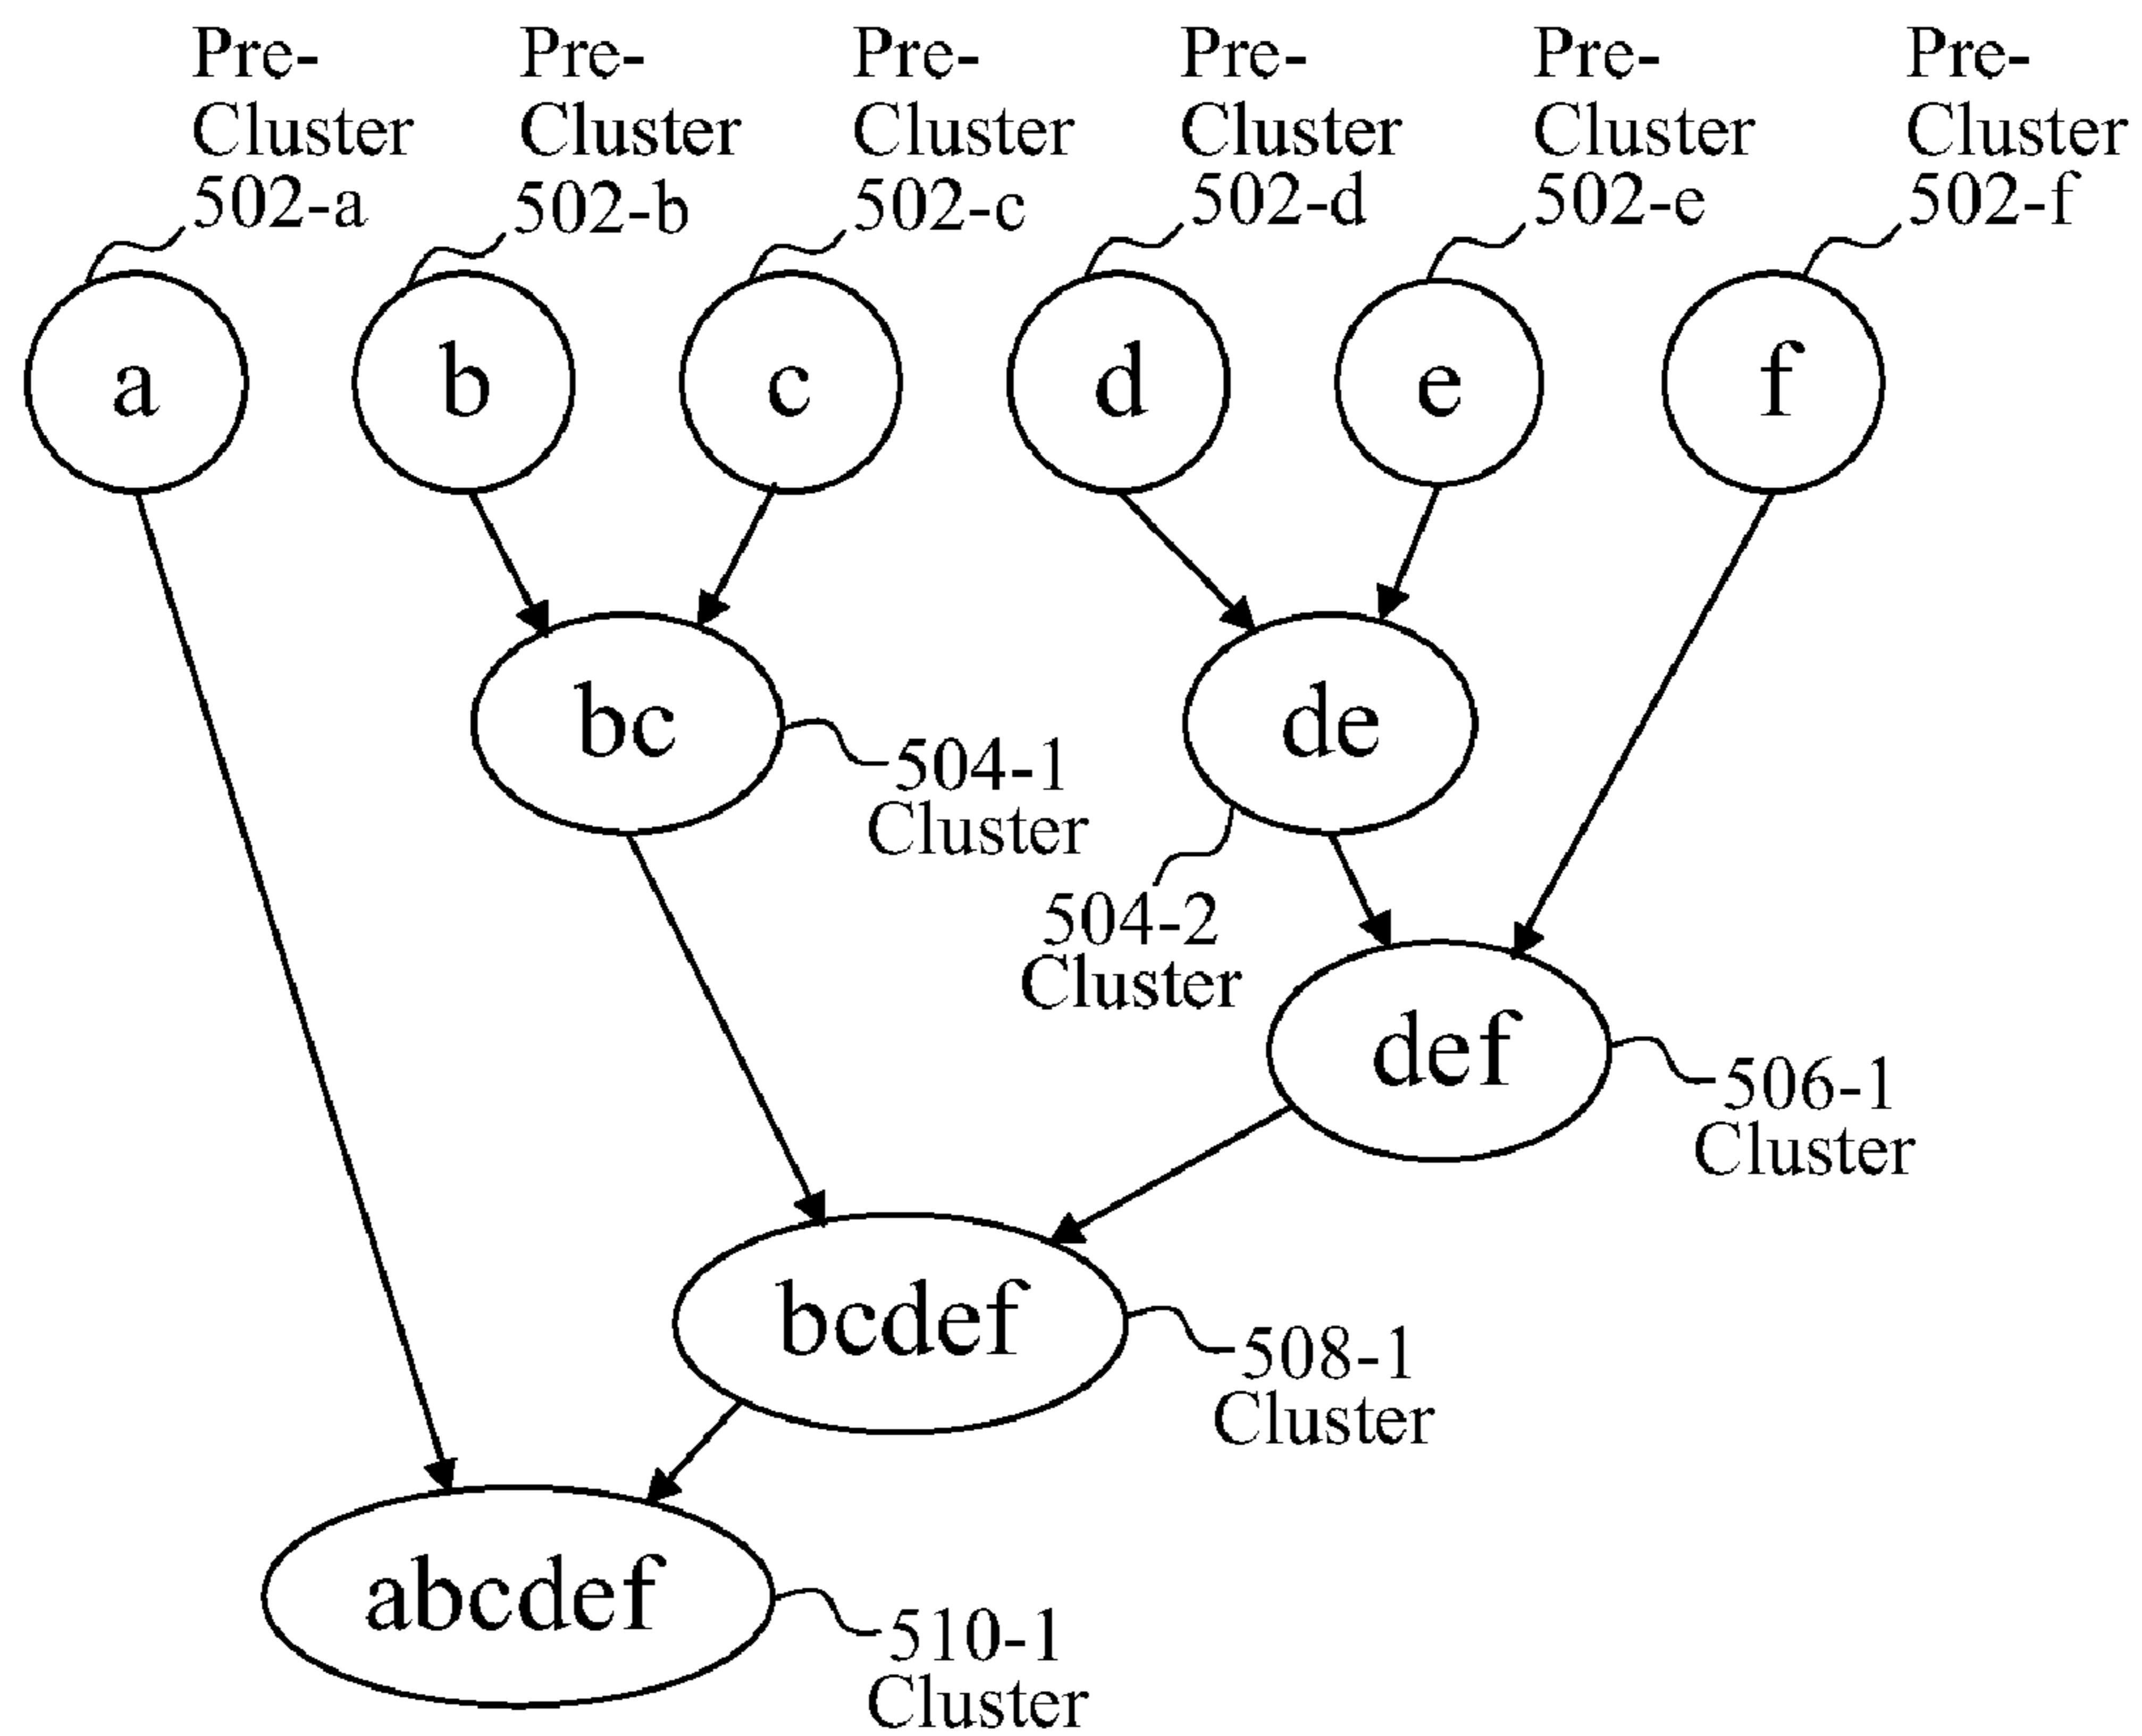 Pre-
Cluster
502-a
Pre-
Cluster
502-b
Pre-
Cluster
502-c
Pre-
Cluster
502-d
Pre-
Cluster
502-e
Pre-
Cluster
502-f
a
b
c
d
e
f
bc
504-1
Cluster
de
504-2
Cluster
def
506-1
Cluster
bcdef
508-1
Cluster
abcdef
510-1
Cluster